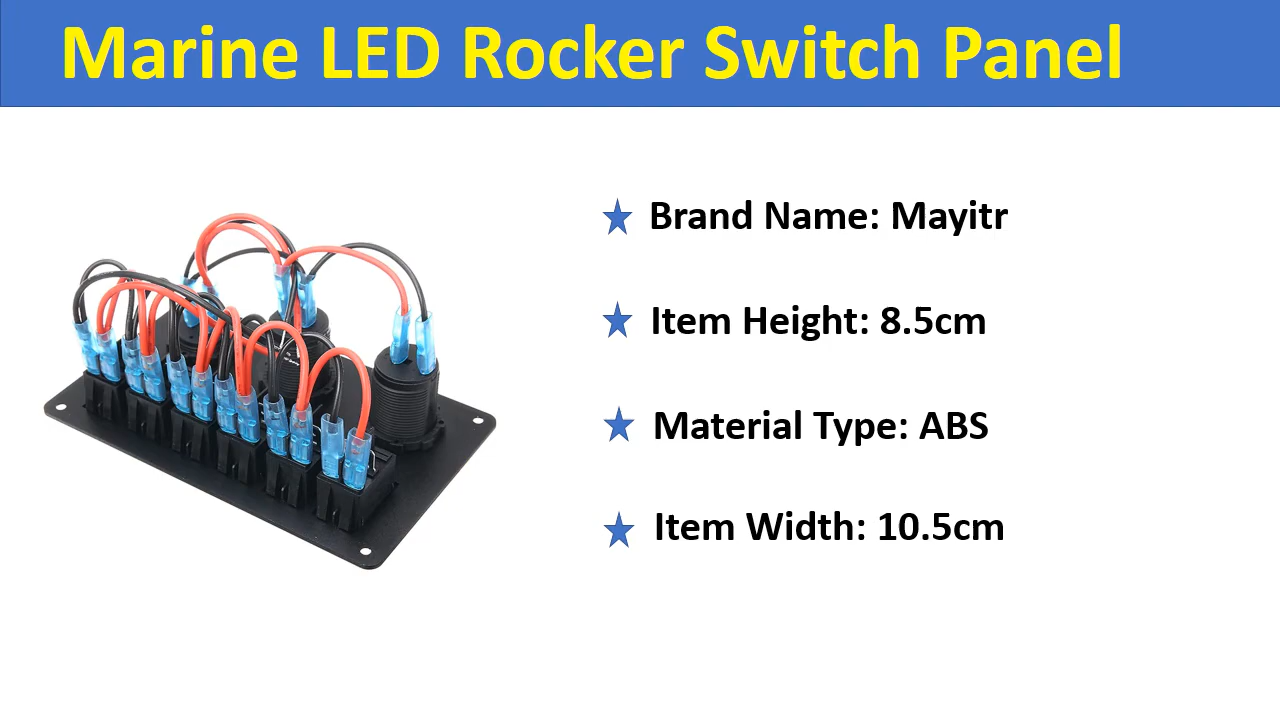 Marine LED Rocker Switch Panel
Brand Name: Mayitr
Item Height: 8.5cm
Material Type: ABS
Item Width: 10.5cm